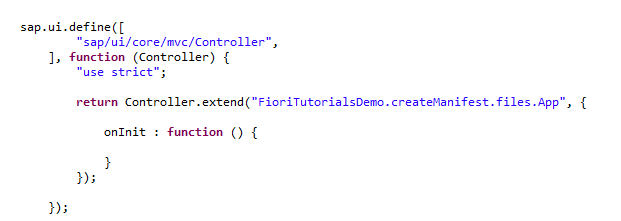 sap.ui.define([
"sap/ui/core/mvc/Controller",
], function (Controller) {
"use strict";
return Controller.extend("FioriTutorialsDemo.createManifest.files.App", {
onInit : function () {
}
});
});